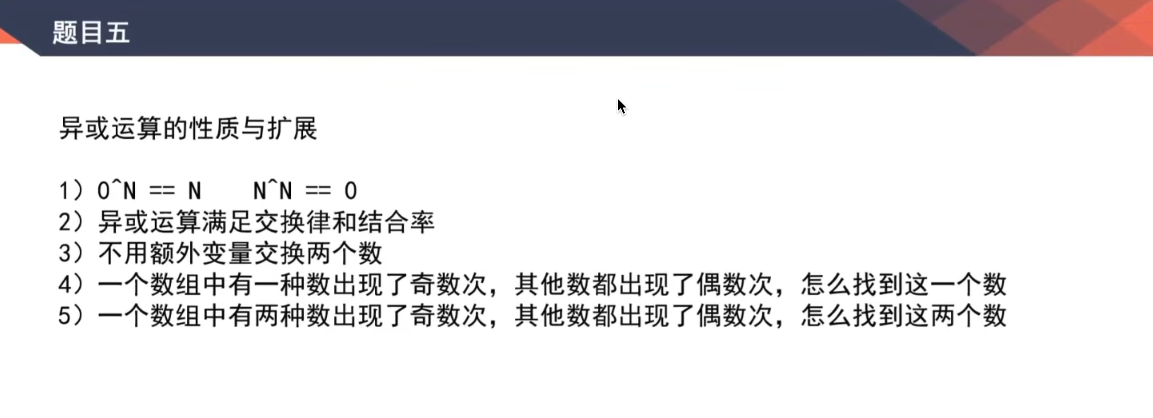 题目五
异或运算的性质与扩展
1）0^N == N    N^N == 0
2）异或运算满足交换律和结合率
3）不用额外变量交换两个数
4）一个数组中有一种数出现了奇数次，其他数都出现了偶数次，怎么找到这一个数
5）一个数组中有两种数出现了奇数次，其他数都出现了偶数次，怎么找到这两个数